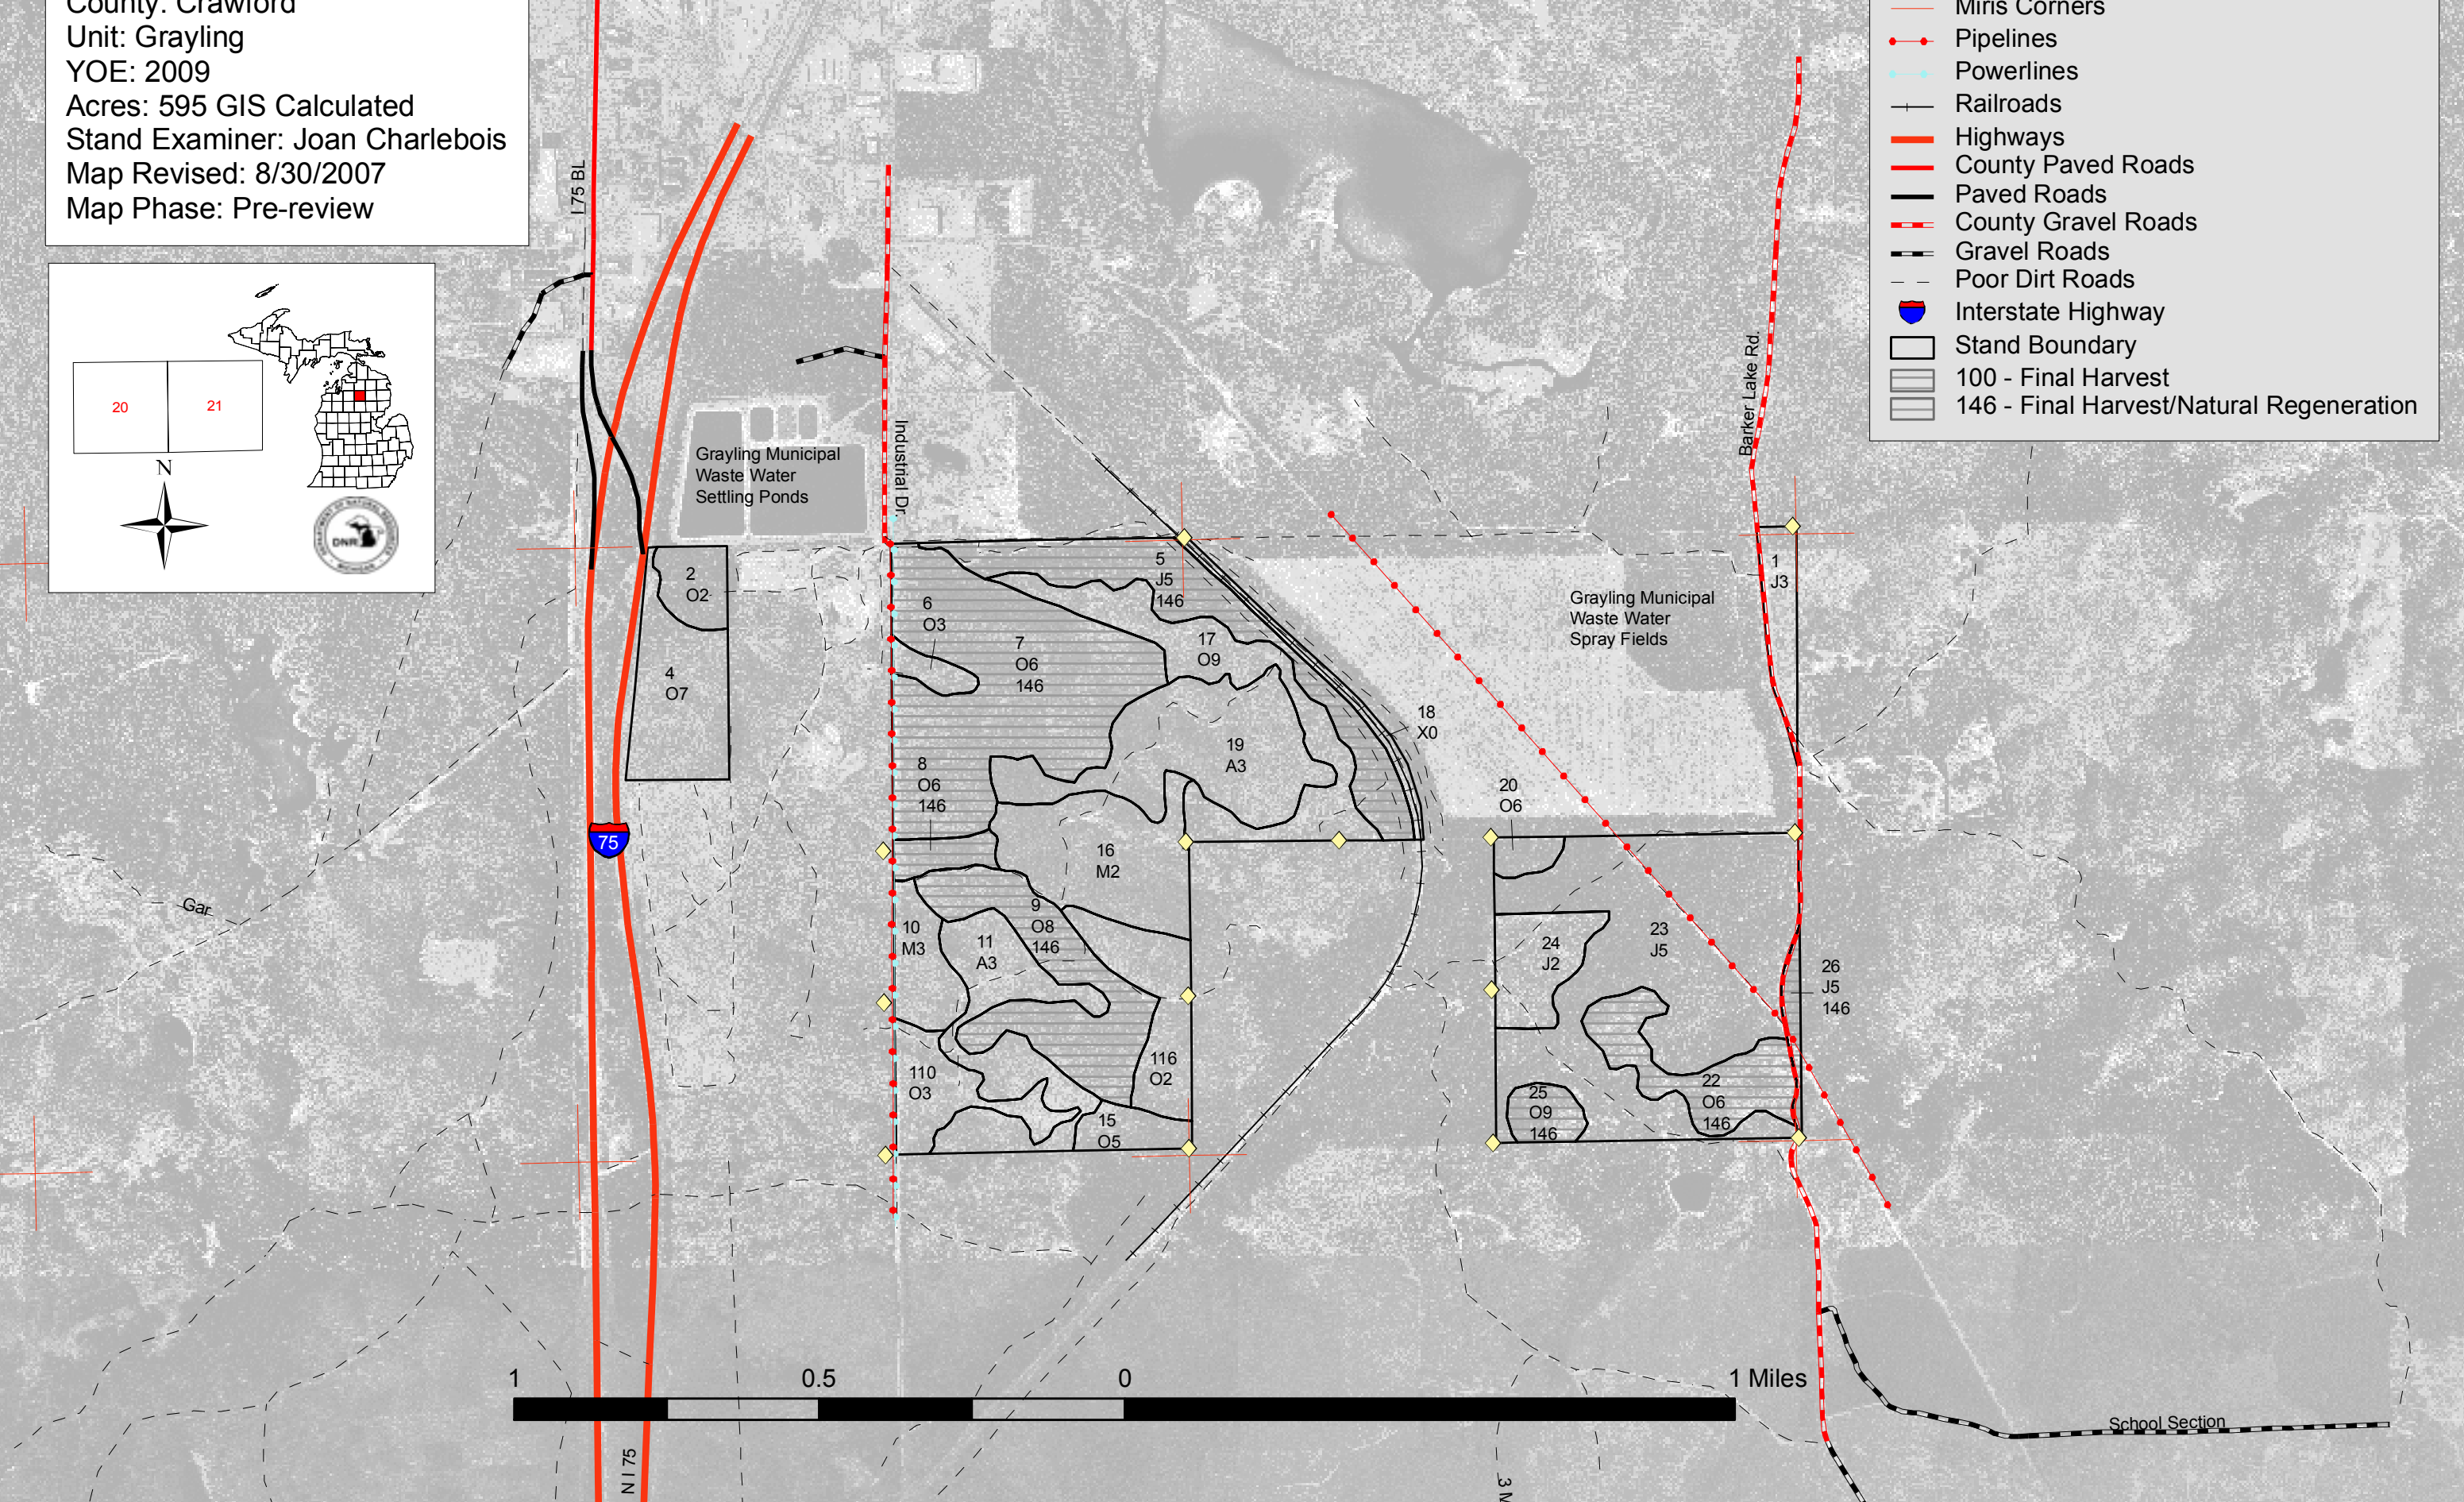 County: Crawford
Unit: Grayling
YOE: 2009
Acres: 595 GIS Calculated
Stand Examiner: Joan Charlebois
Map Revised: 8/30/2007
Map Phase: Pre-review
20
21
N
DNR
Miris Corners
Pipelines
Powerlines
Railroads
Highways
County Paved Roads
Paved Roads
County Gravel Roads
Gravel Roads
Poor Dirt Roads
Interstate Highway
Stand Boundary
100 - Final Harvest
146 - Final Harvest/Natural Regeneration
I 75 BL
Industrial Dr.
Barker Lake Rd.
Grayling Municipal
Waste Water
Settling Ponds
Grayling Municipal
Waste Water
Spray Fields
1
J3
2
O2
4
O7
5
J5
146
6
O3
7
O6
146
17
O9
18
X0
19
A3
8
O6
146
20
O6
75
16
M2
Gar
9
O8
146
10
M3
11
A3
23
J5
24
J2
26
J5
146
116
O2
110
O3
15
O5
22
O6
146
25
O9
146
1
0.5
0
1 Miles
N I 75
School Section
3 M